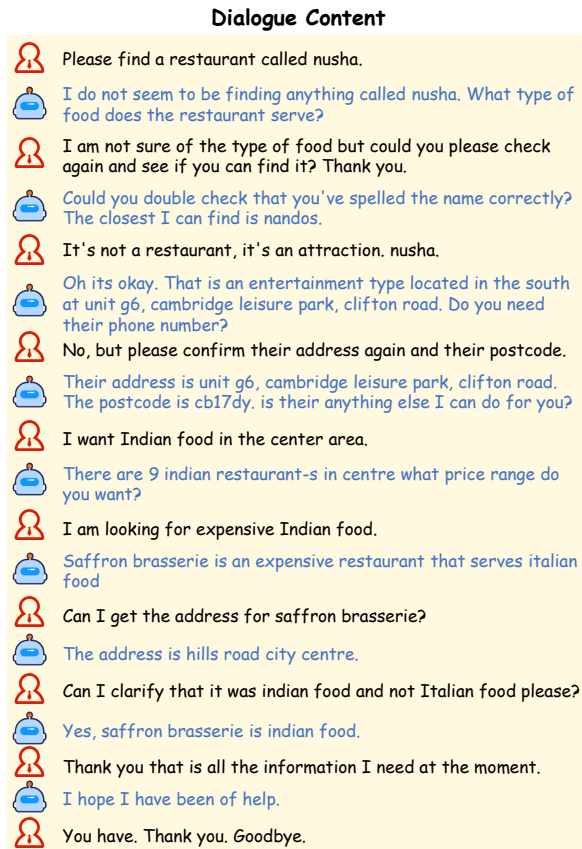 Dialogue Content
Please find a restaurant called nusha.
I do not seem to be finding anything called nusha. What type of
food does the restaurant serve?
I am not sure of the type of food but could you please check
again and see if you can find it? Thank you.
Could you double check that you've spelled the name correctly?
The closest I can find is nandos.
It's not a restaurant, it's an attraction. nusha.
Oh its okay. That is an entertainment type located in the south
at unit g6, cambridge leisure park, clifton road. Do you need
their phone number?
No, but please confirm their address again and their postcode.
Their address is unit g6, cambridge leisure park, clifton road.
The postcode is cb17dy. is their anything else I can do for you?
I want Indian food in the center area.
There are 9 indian restaurant-s in centre what price range do
you want?
I am looking for expensive Indian food.
Saffron brasserie is an expensive restaurant that serves italian
food
Can I get the address for saffron brasserie?
The address is hills road city centre.
Can I clarify that it was indian food and not Italian food please?
Yes, saffron brasserie is indian food.
Thank you that is all the information I need at the moment.
I hope I have been of help.
You have. Thank you. Goodbye.